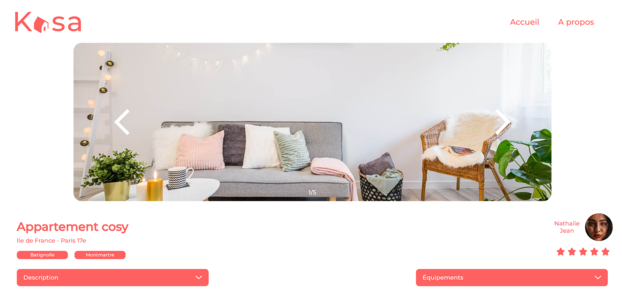 Kasa
Accueil
A propos
1/5
Appartement cosy
Ile de France - Paris 17e
Batignolle
Montmartre
Nathalie
Jean
Description
Équipements